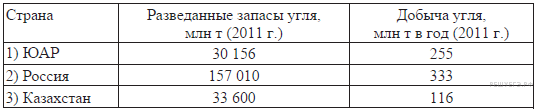 Страна Разведанные запасы угля, млн т (2011 г.) Добыча угля, млн т в год (2011 г.)
1) ЮАР 30 156 255
2) Россия 157 010 333
3) Казахстан 33 600 116